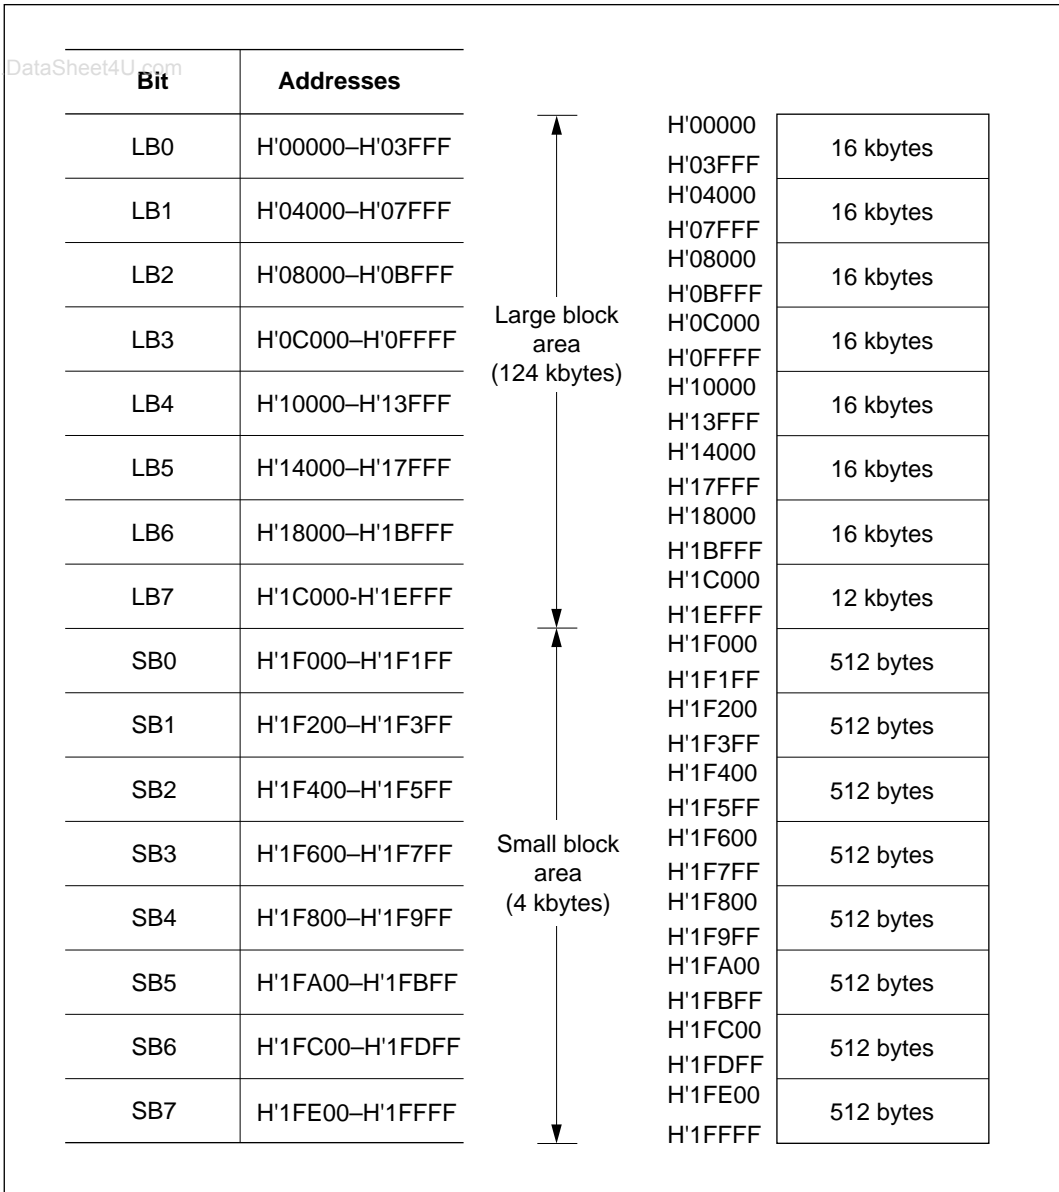 DataSheet4U.com
Bit Addresses
LB0 H'00000–H'03FFF
LB1 H'04000–H'07FFF
LB2 H'08000–H'0BFFF
LB3 H'0C000–H'0FFFF
LB4 H'10000–H'13FFF
LB5 H'14000–H'17FFF
LB6 H'18000–H'1BFFF
LB7 H'1C000-H'1EFFF
SB0 H'1F000–H'1F1FF
SB1 H'1F200–H'1F3FF
SB2 H'1F400–H'1F5FF
SB3 H'1F600–H'1F7FF
SB4 H'1F800–H'1F9FF
SB5 H'1FA00–H'1FBFF
SB6 H'1FC00–H'1FDFF
SB7 H'1FE00–H'1FFFF
Large block
area
(124 kbytes)
Small block
area
(4 kbytes)
H'00000
16 kbytes
H'03FFF
H'04000
16 kbytes
H'07FFF
H'08000
16 kbytes
H'0BFFF
H'0C000
16 kbytes
H'0FFFF
H'10000
16 kbytes
H'13FFF
H'14000
16 kbytes
H'17FFF
H'18000
16 kbytes
H'1BFFF
H'1C000
12 kbytes
H'1EFFF
H'1F000
512 bytes
H'1F1FF
H'1F200
512 bytes
H'1F3FF
H'1F400
512 bytes
H'1F5FF
H'1F600
512 bytes
H'1F7FF
H'1F800
512 bytes
H'1F9FF
H'1FA00
512 bytes
H'1FBFF
H'1FC00
512 bytes
H'1FDFF
H'1FE00
512 bytes
H'1FFFF